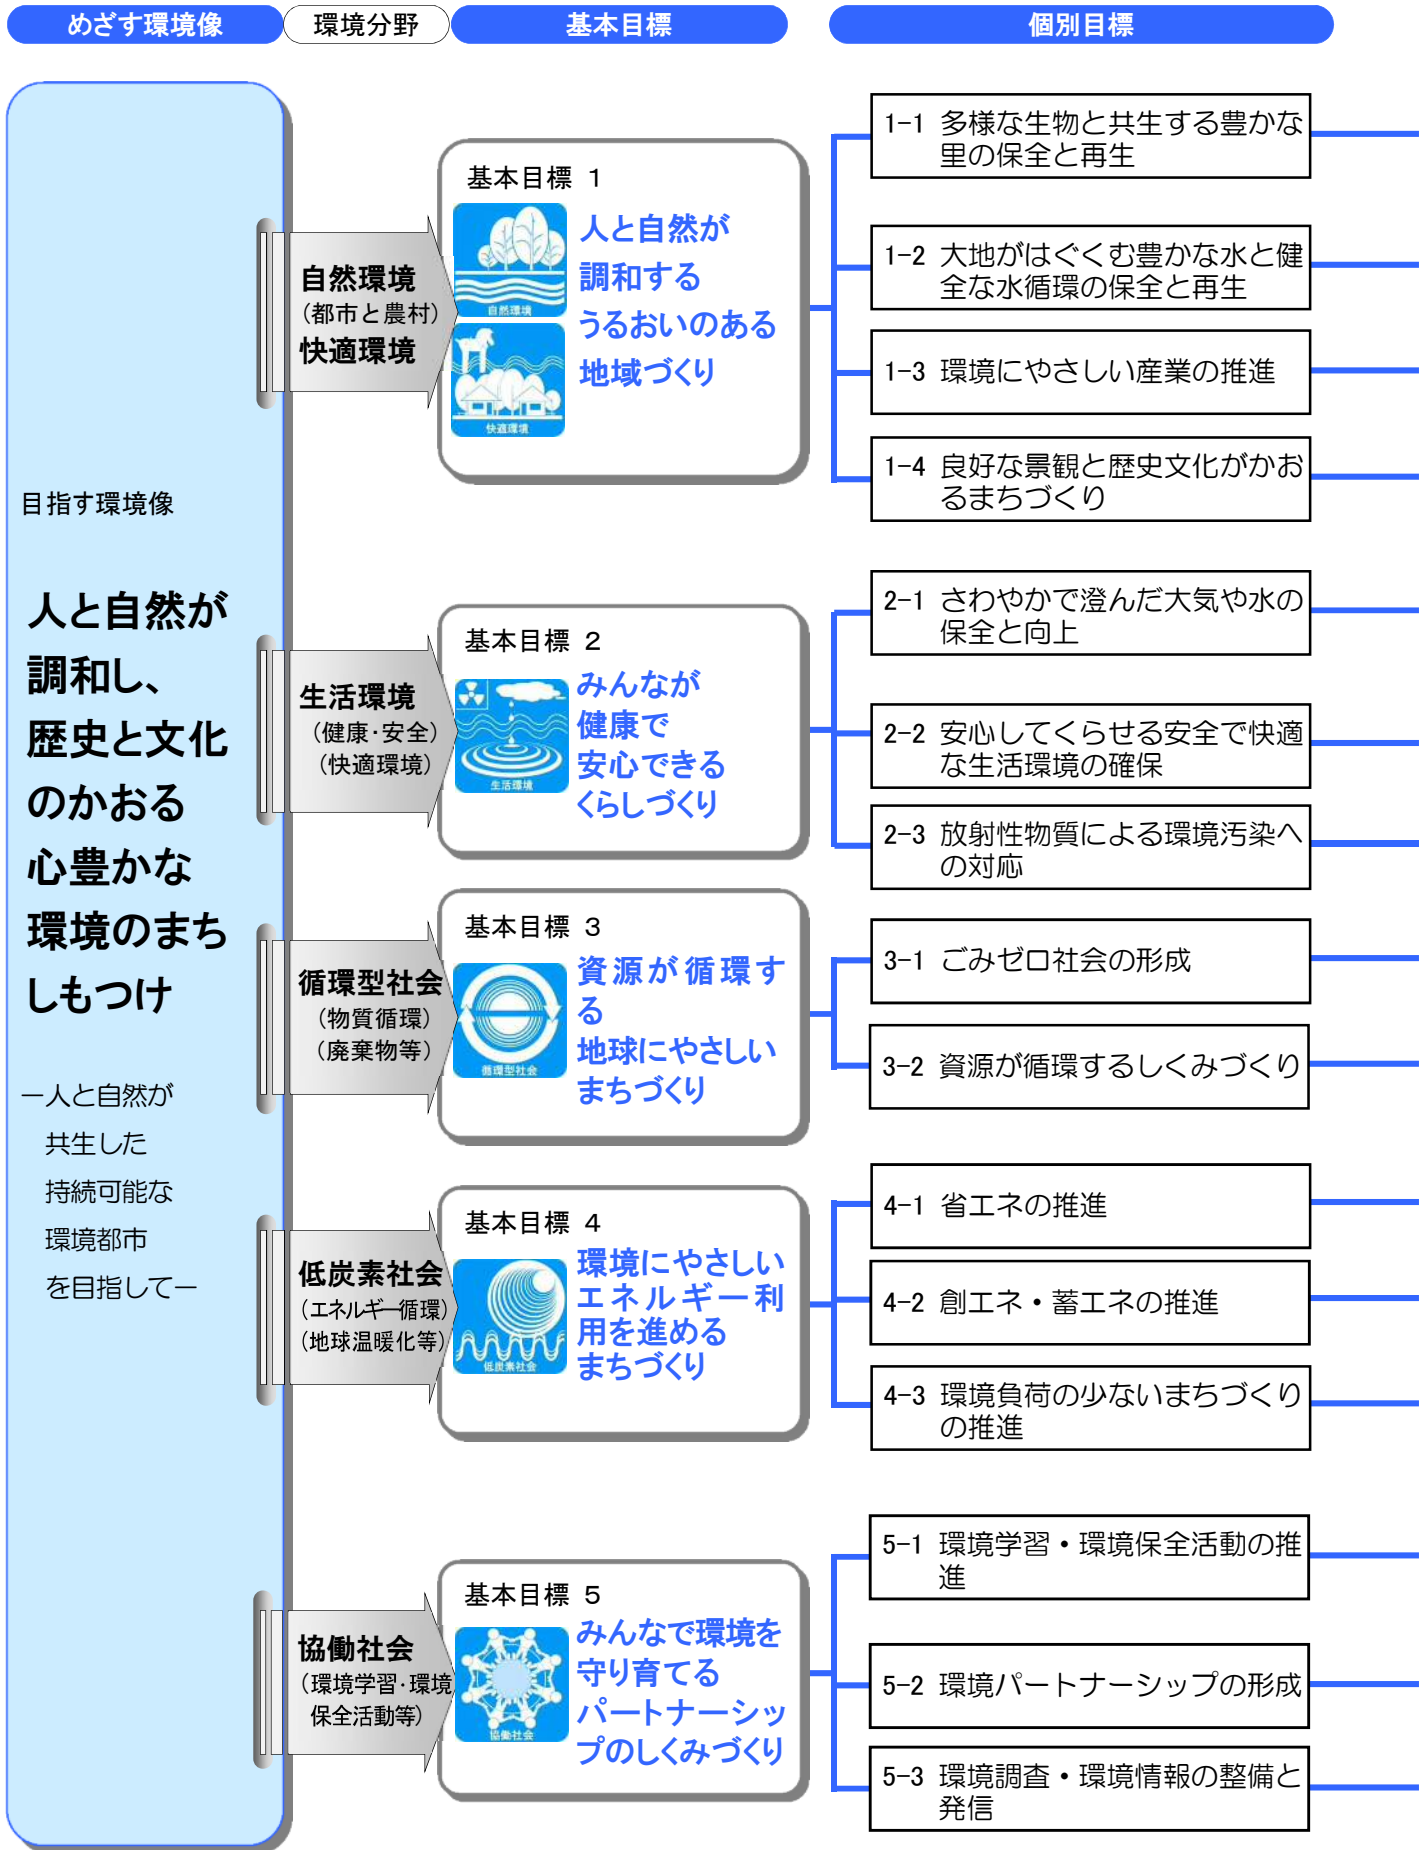 めざす環境像
環境分野
基本目標
個別目標
目指す環境像
人と自然が
調和し、
歴史と文化
のかおる
心豊かな
環境のまち
しもつけ
ー人と自然が
共生した
持続可能な
環境都市
を目指してー
自然環境
(都市と農村)
快適環境
基本目標 1
自然環境
快適環境
人と自然が
調和する
うるおいのある
地域づくり
1-1 多様な生物と共生する豊かな
里の保全と再生
1-2 大地がはぐくむ豊かな水と健
全な水循環の保全と再生
1-3 環境にやさしい産業の推進
1-4 良好な景観と歴史文化がかお
るまちづくり
生活環境
(健康・安全)
(快適環境)
基本目標 2
生活環境
みんなが
健康で
安心できる
くらしづくり
2-1 さわやかで澄んだ大気や水の
保全と向上
2-2 安心してくらせる安全で快適
な生活環境の確保
2-3 放射性物質による環境汚染へ
の対応
循環型社会
(物質循環)
(廃棄物等)
基本目標 3
循環型社会
資源が循環す
る
地球にやさしい
まちづくり
3-1 ごみゼロ社会の形成
3-2 資源が循環するしくみづくり
低炭素社会
(エネルギー循環)
(地球温暖化等)
基本目標 4
低炭素社会
環境にやさしい
エネルギー利
用を進める
まちづくり
4-1 省エネの推進
4-2 創エネ・蓄エネの推進
4-3 環境負荷の少ないまちづくり
の推進
協働社会
(環境学習・環境
保全活動等)
基本目標 5
協働社会
みんなで環境を
守り育てる
パートナーシッ
プのしくみづくり
5-1 環境学習・環境保全活動の推
進
5-2 環境パートナーシップの形成
5-3 環境調査・環境情報の整備と
発信